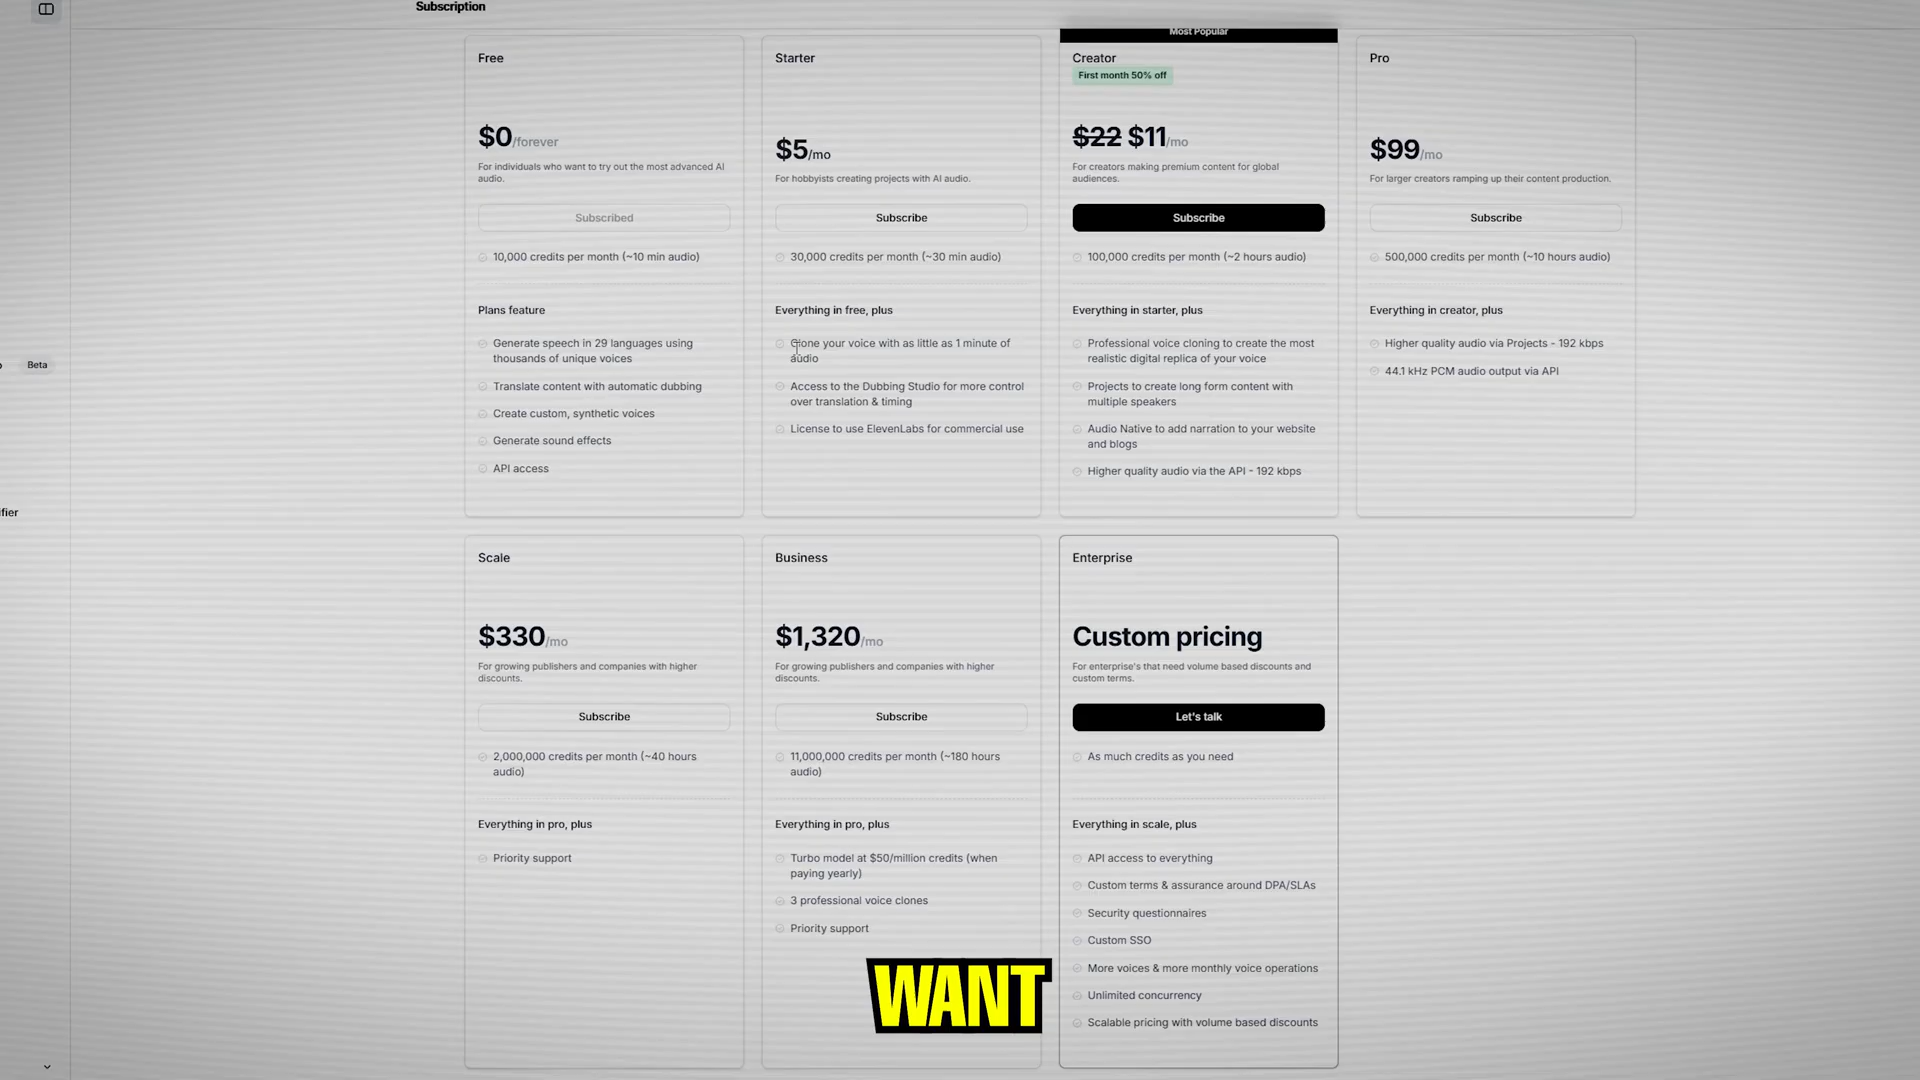 Subscription
Free
$0/forever
For individuals who want to try out the most advanced AI
audio.
Subscribed
10,000 credits per month (~10 min audio)
Plans feature
Generate speech in 29 languages using
thousands of unique voices
Translate content with automatic dubbing
Create custom, synthetic voices
Generate sound effects
API access
Starter
$5/mo
For hobbyists creating projects with AI audio.
Subscribe
30,000 credits per month (~30 min audio)
Everything in free, plus
Clone your voice with as little as 1 minute of
audio
Access to the Dubbing Studio for more control
over translation & timing
License to use ElevenLabs for commercial use
Most Popular
Creator
First month 50% off
$22 $11/mo
For creators making premium content for global
audiences.
Subscribe
100,000 credits per month (~2 hours audio)
Everything in starter, plus
Professional voice cloning to create the most
realistic digital replica of your voice
Projects to create long form content with
multiple speakers
Audio Native to add narration to your website
and blogs
Higher quality audio via the API - 192 kbps
Pro
$99/mo
For larger creators ramping up their content production.
Subscribe
500,000 credits per month (~10 hours audio)
Everything in creator, plus
Higher quality audio via Projects - 192 kbps
44.1 kHz PCM audio output via API
Beta
ifier
Scale
$330/mo
For growing publishers and companies with higher
discounts.
Subscribe
2,000,000 credits per month (~40 hours
audio)
Everything in pro, plus
Priority support
Business
$1,320/mo
For growing publishers and companies with higher
discounts.
Subscribe
11,000,000 credits per month (~180 hours
audio)
Everything in pro, plus
Turbo model at $50/million credits (when
paying yearly)
3 professional voice clones
Priority support
Enterprise
Custom pricing
For enterprise's that need volume based discounts and
custom terms.
Let's talk
As much credits as you need
Everything in scale, plus
API access to everything
Custom terms & assurance around DPA/SLAs
Security questionnaires
Custom SSO
More voices & more monthly voice operations
Unlimited concurrency
Scalable pricing with volume based discounts
WANT